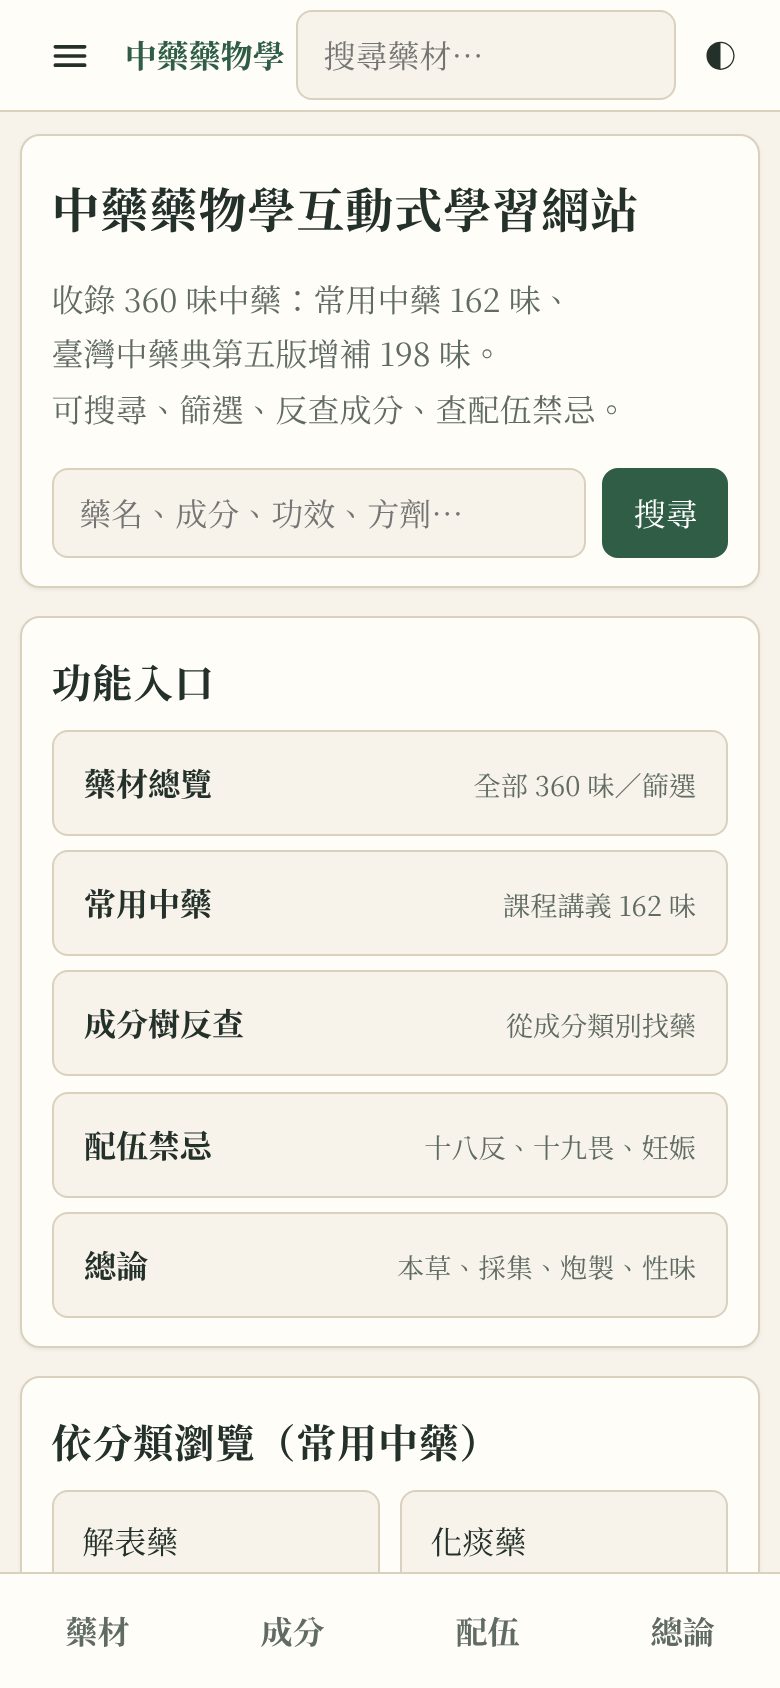 中藥藥物學
搜尋藥材…
中藥藥物學互動式學習網站
收錄 360 味中藥：常用中藥 162 味、
臺灣中藥典第五版增補 198 味。
可搜尋、篩選、反查成分、查配伍禁忌。
藥名、成分、功效、方劑…
搜尋
功能入口
藥材總覽
全部 360 味／篩選
常用中藥
課程講義 162 味
成分樹反查
從成分類別找藥
配伍禁忌
十八反、十九畏、妊娠
總論
本草、採集、炮製、性味
依分類瀏覽（常用中藥）
解表藥
化痰藥
藥材
成分
配伍
總論